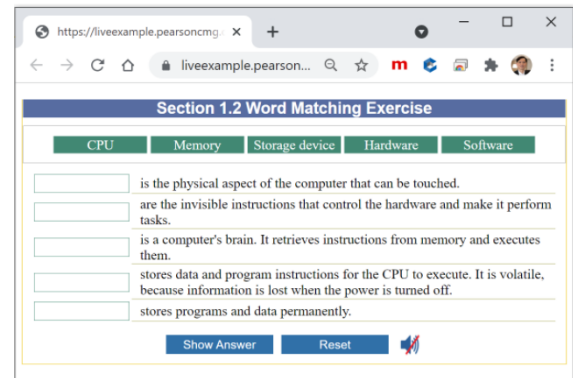 https://liveexample.pearsoncmg.
liveexample.pearson...
m
Section 1.2 Word Matching Exercise
CPU Memory Storage device Hardware Software
is the physical aspect of the computer that can be touched.
are the invisible instructions that control the hardware and make it perform
tasks.
is a computer's brain. It retrieves instructions from memory and executes
them.
stores data and program instructions for the CPU to execute. It is volatile,
because information is lost when the power is turned off.
stores programs and data permanently.
Show Answer Reset